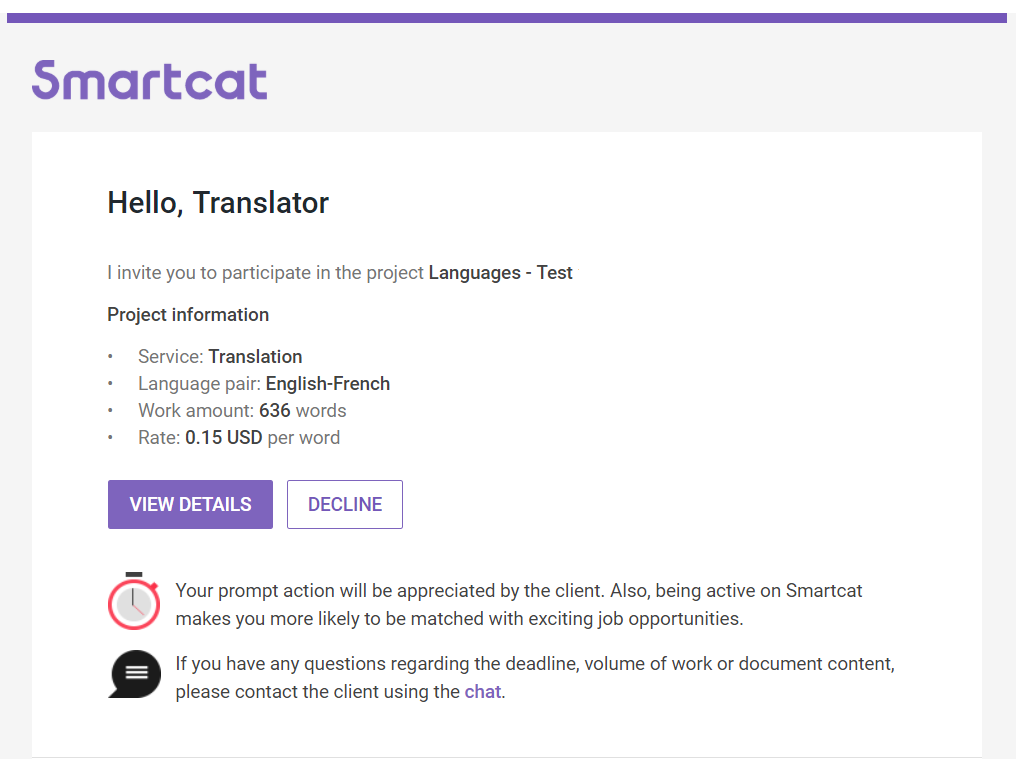 Smartcat
Hello, Translator
I invite you to participate in the project Languages - Test
Project information
• Service: Translation
• Language pair: English-French
• Work amount: 636 words
• Rate: 0.15 USD per word
VIEW DETAILS DECLINE
Your prompt action will be appreciated by the client. Also, being active on Smartcat
makes you more likely to be matched with exciting job opportunities.
If you have any questions regarding the deadline, volume of work or document content,
please contact the client using the chat.